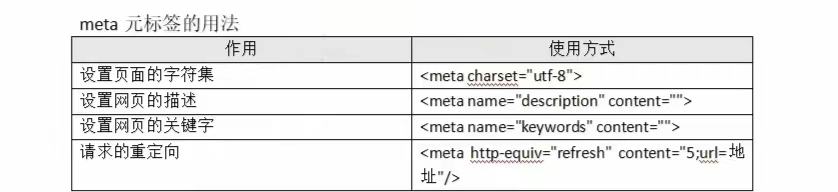 meta 元标签的用法
作用 使用方式
设置页面的字符集 <meta charset="utf-8">
设置网页的描述 <meta name="description" content="">
设置网页的关键字 <meta name="keywords" content="">
请求的重定向 <meta http-equiv="refresh" content="5;url=地
址"/>